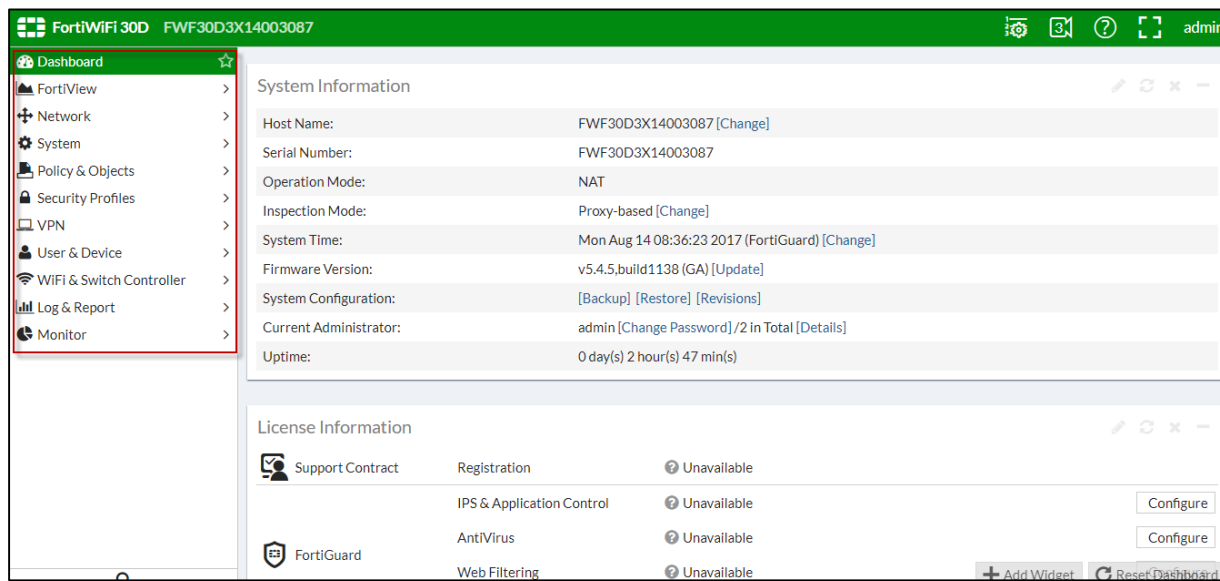 FortiWiFi 30D FWF30D3X14003087
3
?
admin
Dashboard
FortiView
Network
System
Policy & Objects
Security Profiles
VPN
User & Device
WiFi & Switch Controller
Log & Report
Monitor
System Information
Host Name: FWF30D3X14003087 [Change]
Serial Number: FWF30D3X14003087
Operation Mode: NAT
Inspection Mode: Proxy-based [Change]
System Time: Mon Aug 14 08:36:23 2017 (FortiGuard) [Change]
Firmware Version: v5.4.5,build1138 (GA) [Update]
System Configuration: [Backup] [Restore] [Revisions]
Current Administrator: admin [Change Password] /2 in Total [Details]
Uptime: 0 day(s) 2 hour(s) 47 min(s)
License Information
Support Contract Registration Unavailable
IPS & Application Control Unavailable Configure
AntiVirus Unavailable Configure
FortiGuard
Web Filtering Unavailable
Add Widget Reset Dashboard